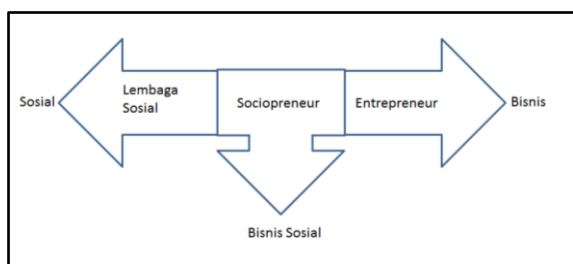 Sosial
Lembaga
Sosial
Sociopreneur
Entrepreneur
Bisnis
Bisnis Sosial